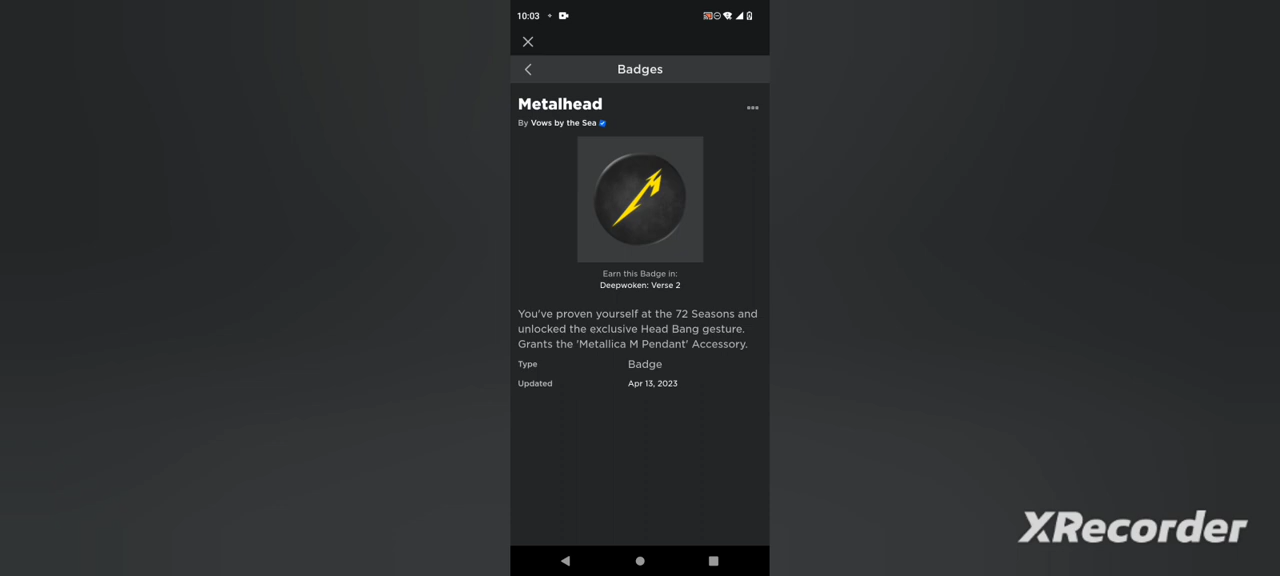 10:03
Badges
Metalhead
By Vows by the Sea
Earn this Badge in:
Deepwoken: Verse 2
You've proven yourself at the 72 Seasons and
unlocked the exclusive Head Bang gesture.
Grants the 'Metallica M Pendant' Accessory.
Type Badge
Updated Apr 13, 2023
XRecorder